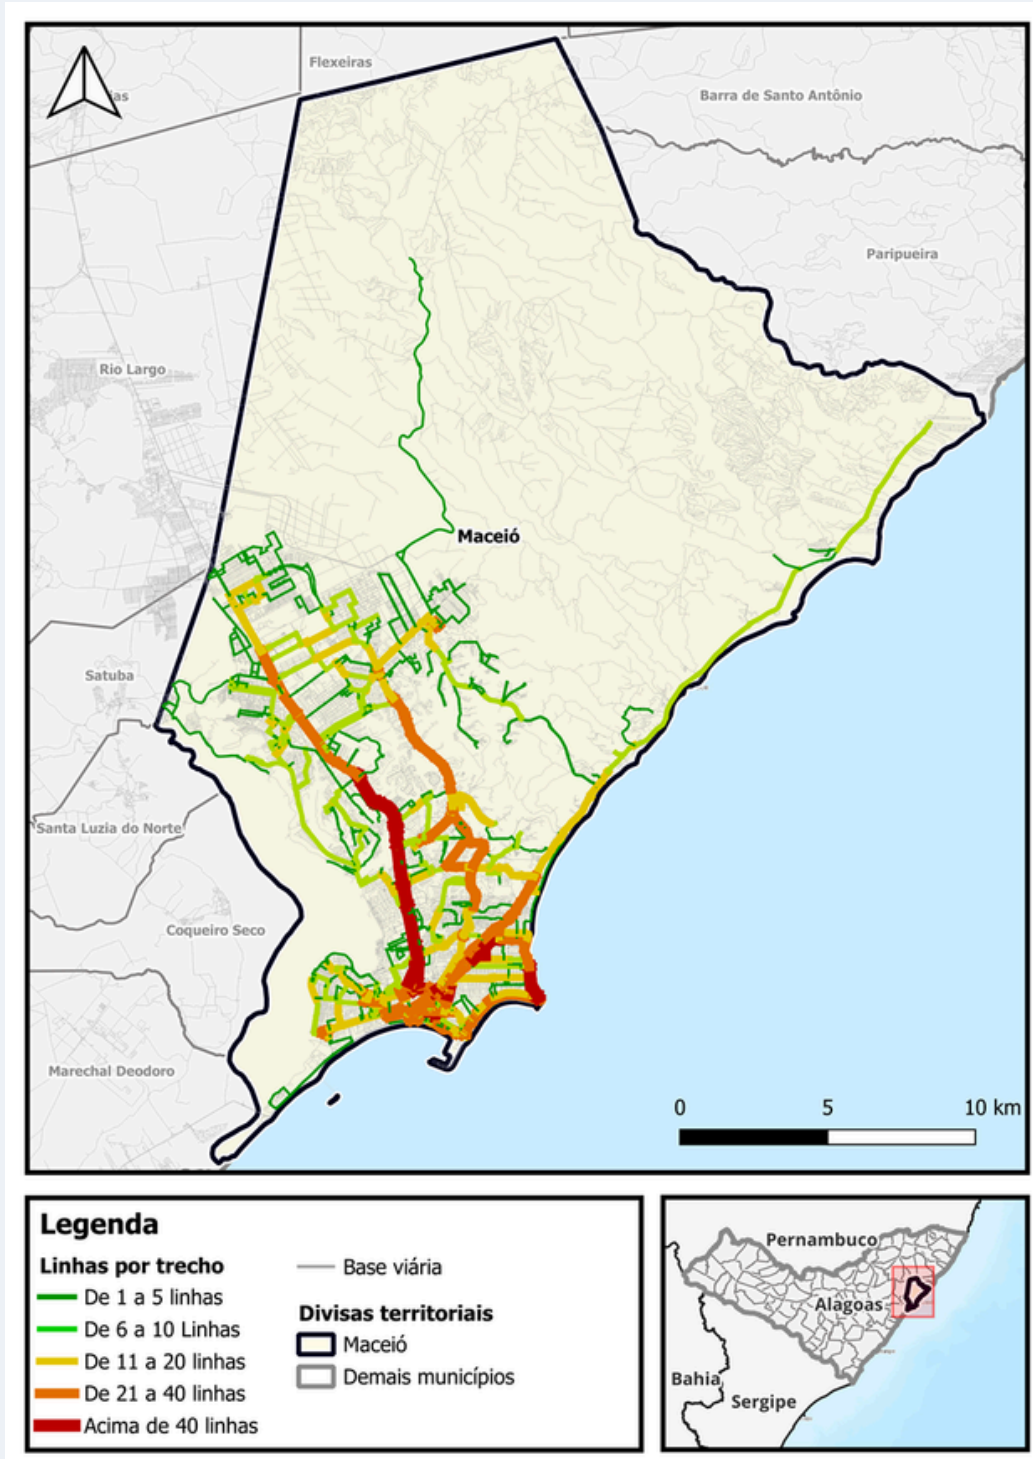 Flexeiras
as
Barra de Santo Antônio
Paripueira
Rio Largo
Maceió
Satuba
Santa Luzia do Norte
Coqueiro Seco
Marechal Deodoro
0 5 10 km
Legenda
Linhas por trecho
De 1 a 5 linhas
De 6 a 10 Linhas
De 11 a 20 linhas
De 21 a 40 linhas
Acima de 40 linhas
Base viária
Divisas territoriais
Maceió
Demais municípios
Pernambuco
Alagoas
Bahia
Sergipe